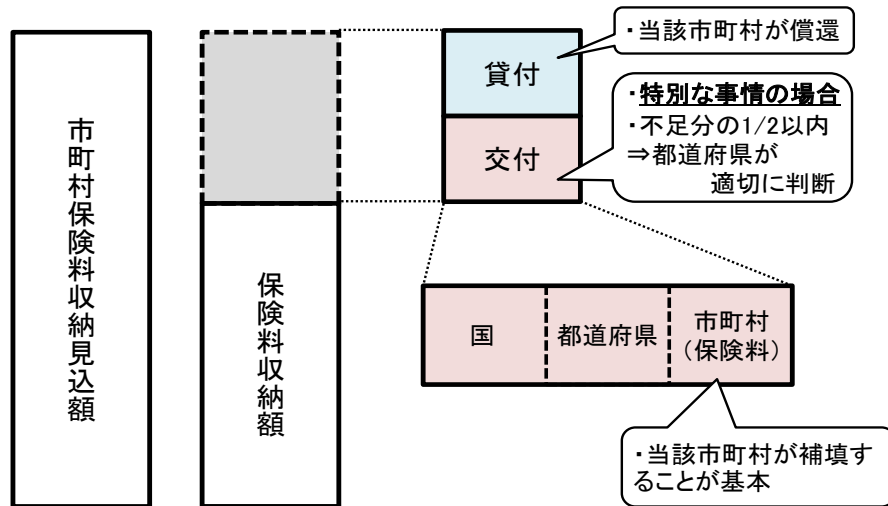 市町村保険料収納見込額
保険料収納額
貸付
交付
・当該市町村が償還
・特別な事情の場合
・不足分の1/2以内
⇒都道府県が
適切に判断
国
都道府県
市町村
（保険料）
・当該市町村が補填す
ることが基本